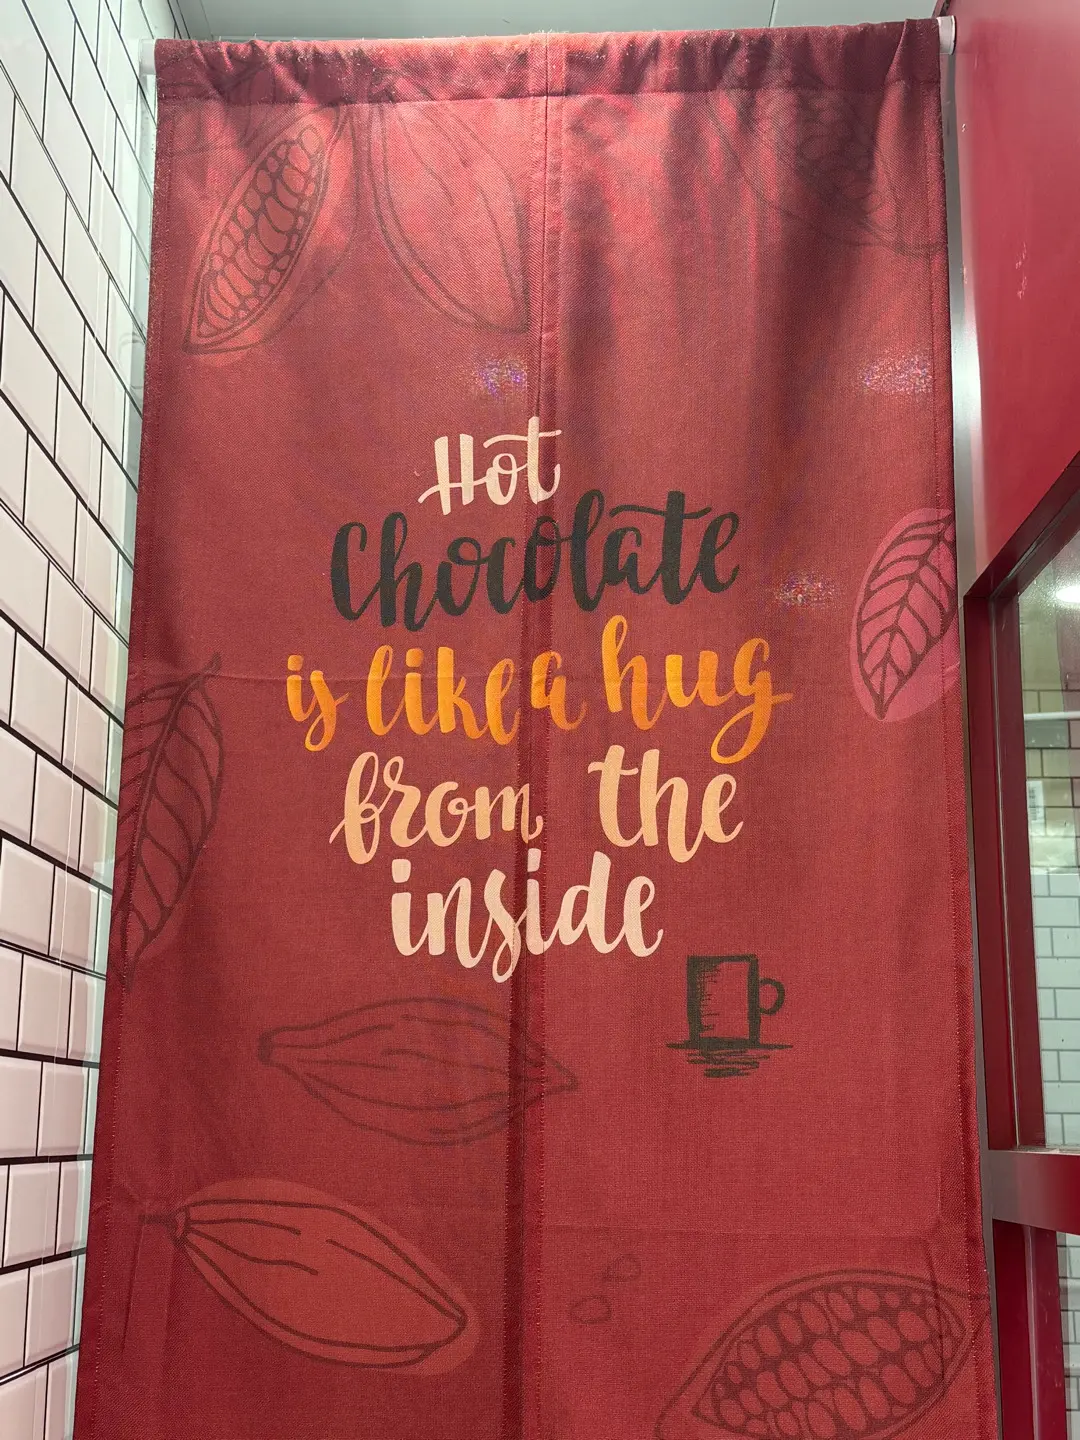 Hot
Chocolate
is like a hug
from the
inside